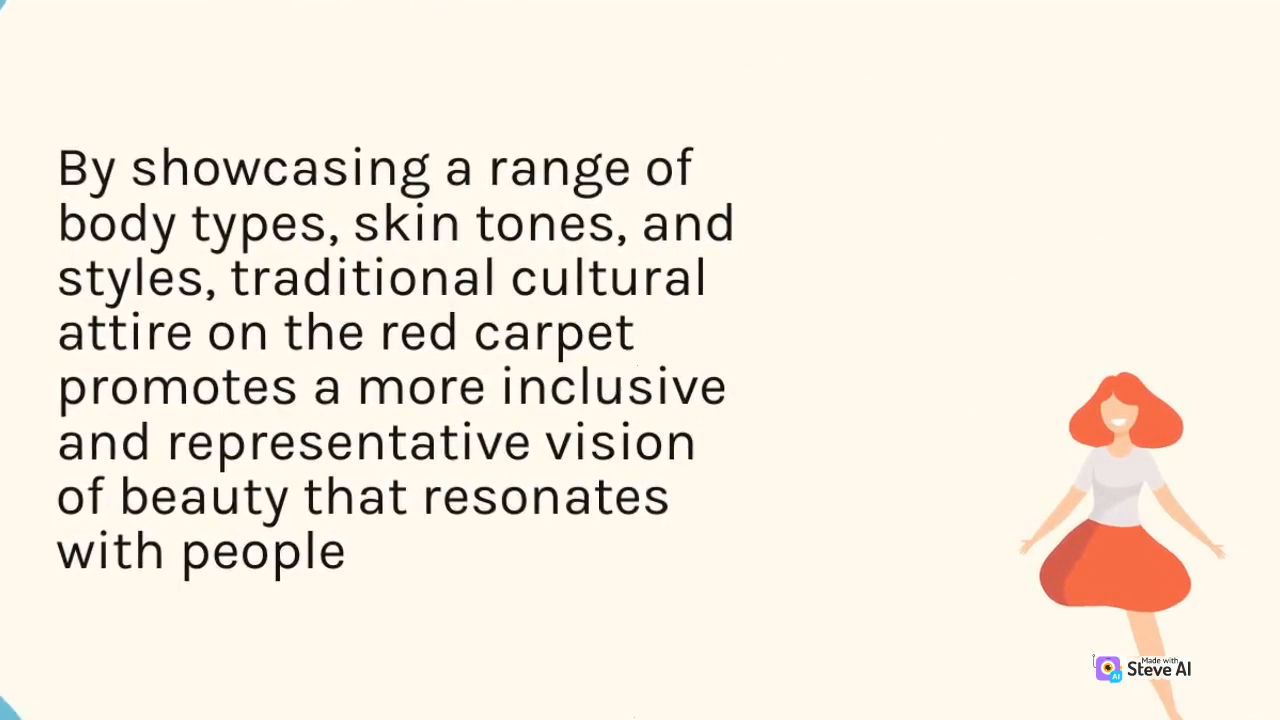 By showcasing a range of
body types, skin tones, and
styles, traditional cultural
attire on the red carpet
promotes a more inclusive
and representative vision
of beauty that resonates
with people
Made with
Steve AI
AI